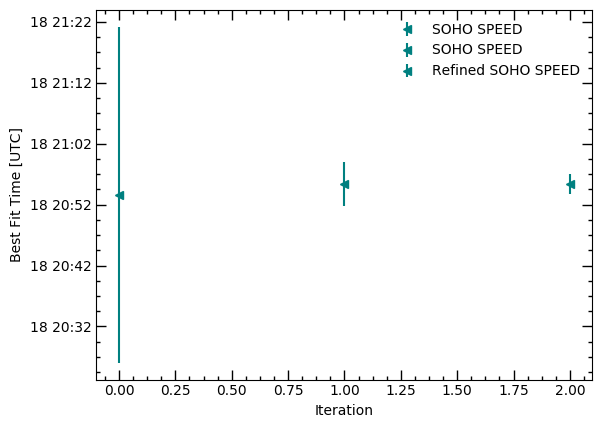 SOHO SPEED
SOHO SPEED
Refined SOHO SPEED
Best Fit Time [UTC]
18 21:22
18 21:12
18 21:02
18 20:52
18 20:42
18 20:32
0.00 0.25 0.50 0.75 1.00 1.25 1.50 1.75 2.00
Iteration